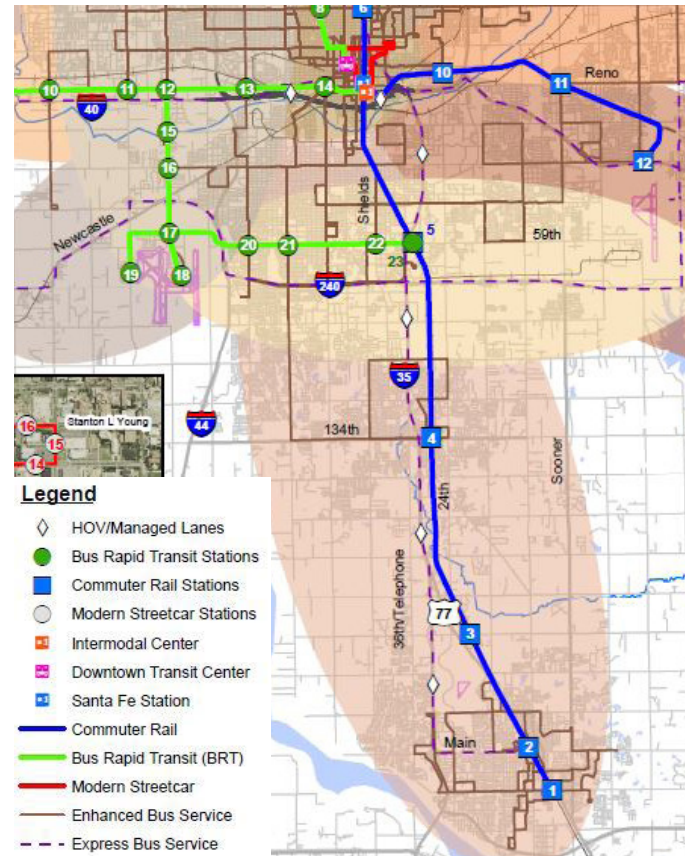 8
6
10
11
12
13
14
10
11
Reno
40
15
12
16
Shields
Newcastle
17
5
59th
20
21
22
23
19
18
240
35
Stanton L Young
16
15
14
44
134th
4
24th
Sooner
36th/Telephone
77
3
Main
2
1
Legend
HOV/Managed Lanes
Bus Rapid Transit Stations
Commuter Rail Stations
Modern Streetcar Stations
Intermodal Center
Downtown Transit Center
Santa Fe Station
Commuter Rail
Bus Rapid Transit (BRT)
Modern Streetcar
Enhanced Bus Service
Express Bus Service